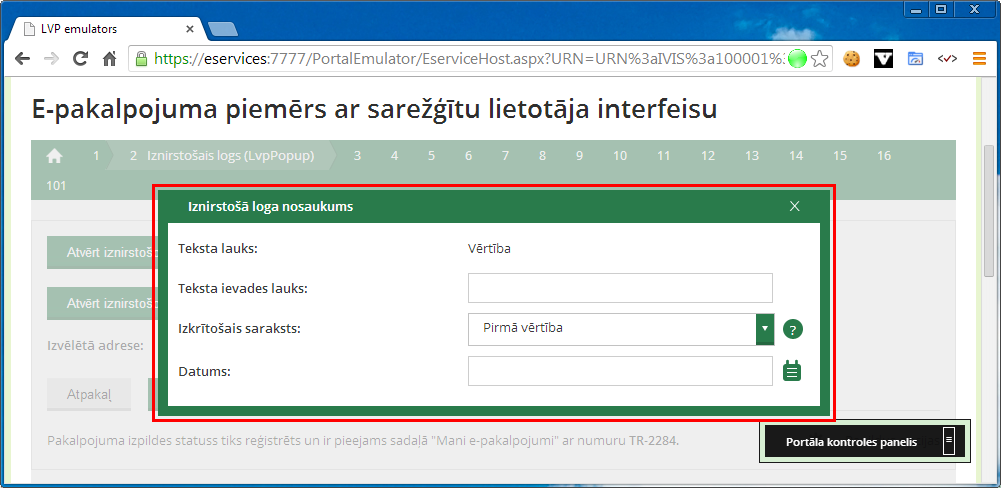 LVP emulators
https://eservices:7777/PortalEmulator/EserviceHost.aspx?URN=URN%3aIVIS%3a100001%3
E-pakalpojuma piemērs ar sarežģītu lietotāja interfeisu
1 2 Iznirstošais logs (LvpPopup) 3 4 5 6 7 8 9 10 11 12 13 14 15 16
101
Iznirstošā loga nosaukums
Atvērt iznirstošo
Teksta lauks: Vērtība
Atvērt iznirstošo
Teksta ievades lauks:
Izkrītošais saraksts: Pirmā vērtība ?
Izvēlētā adrese:
Datums:
Atpakaļ
Pakalpojuma izpildes statuss tiks reģistrēts un ir pieejams sadaļā "Mani e-pakalpojumi" ar numuru TR-2284.
Portāla kontroles panelis